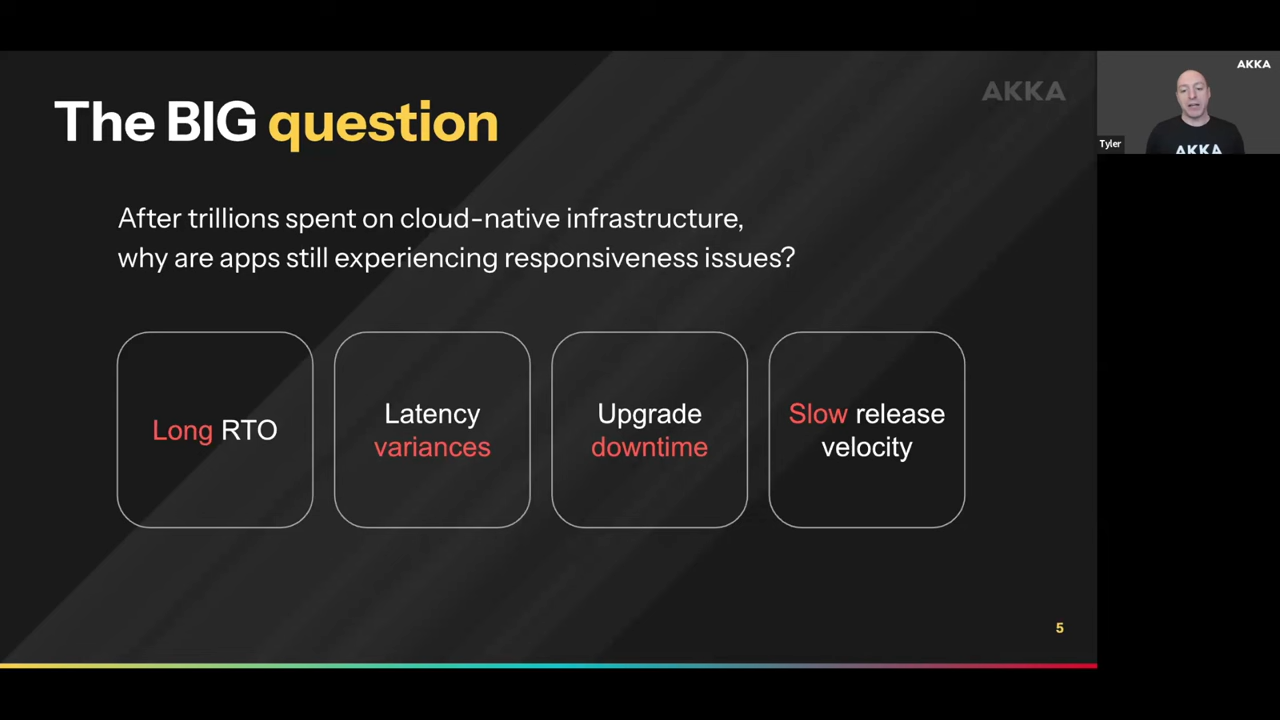 The BIG question
AKKA
After trillions spent on cloud-native infrastructure,
why are apps still experiencing responsiveness issues?
Long RTO
Latency
variances
Upgrade
downtime
Slow release
velocity
5
AKKA
Tyler
AKKA